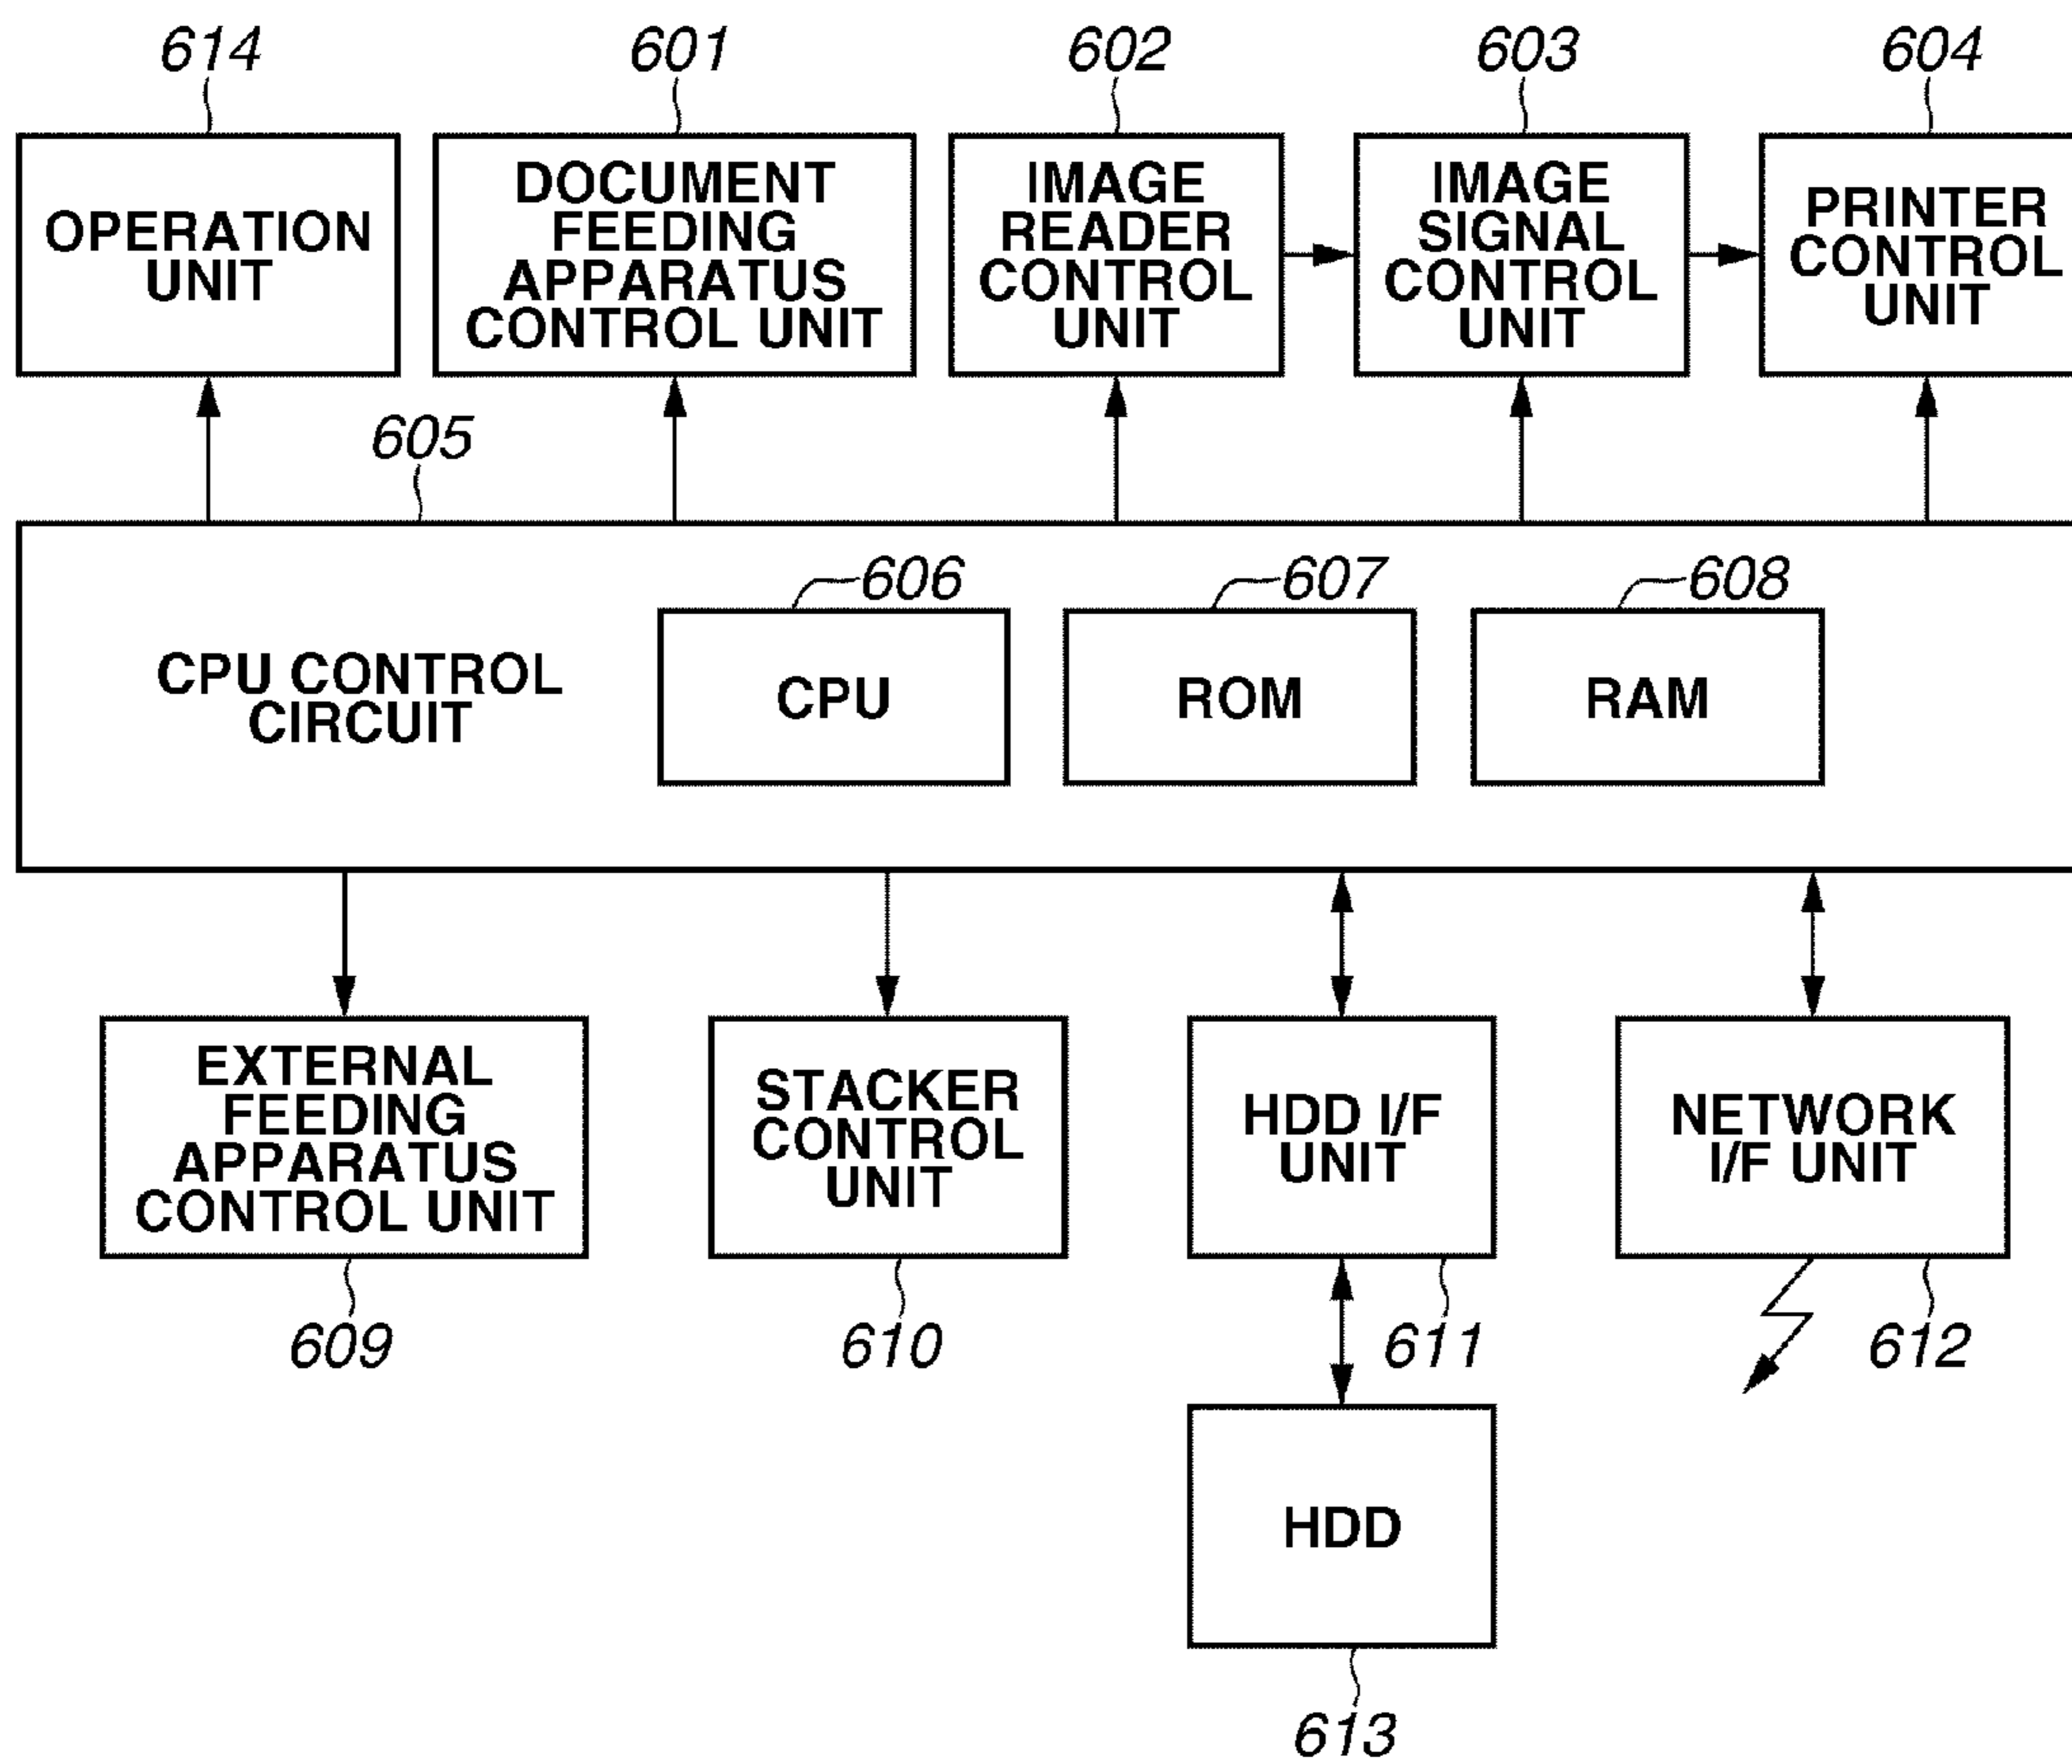 614
601
602
603
604
OPERATION
UNIT
DOCUMENT
FEEDING
APPARATUS
CONTROL UNIT
IMAGE
READER
CONTROL
UNIT
IMAGE
SIGNAL
CONTROL
UNIT
PRINTER
CONTROL
UNIT
605
CPU CONTROL
CIRCUIT
606
CPU
607
ROM
608
RAM
EXTERNAL
FEEDING
APPARATUS
CONTROL UNIT
STACKER
CONTROL
UNIT
HDD I/F
UNIT
NETWORK
I/F UNIT
609
610
611
612
HDD
613